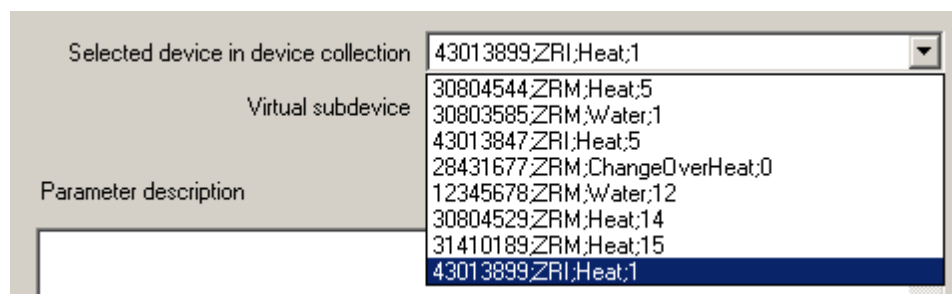 Selected device in device collection 43013899;ZRI;Heat;1
30804544;ZRM;Heat;5
Virtual subdevice 30803585;ZRM;Water;1
43013847;ZRI;Heat;5
28431677;ZRM;ChangeOverHeat;0
Parameter description 12345678;ZRM;Water;12
30804529;ZRM;Heat;14
31410189;ZRM;Heat;15
43013899;ZRI;Heat;1